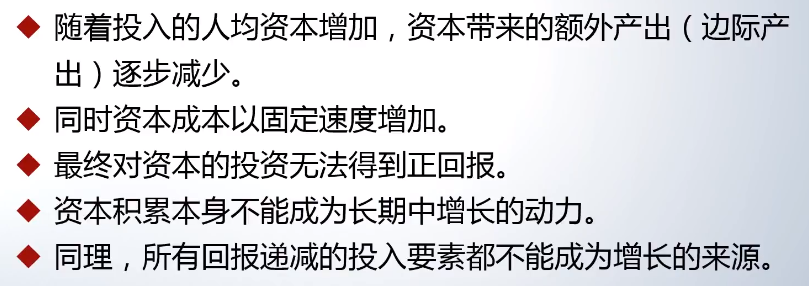 随着投入的人均资本增加，资本带来的额外产出（边际产
出）逐步减少。
同时资本成本以固定速度增加。
最终对资本的投资无法得到正回报。
资本积累本身不能成为长期中增长的动力。
同理，所有回报递减的投入要素都不能成为增长的来源。